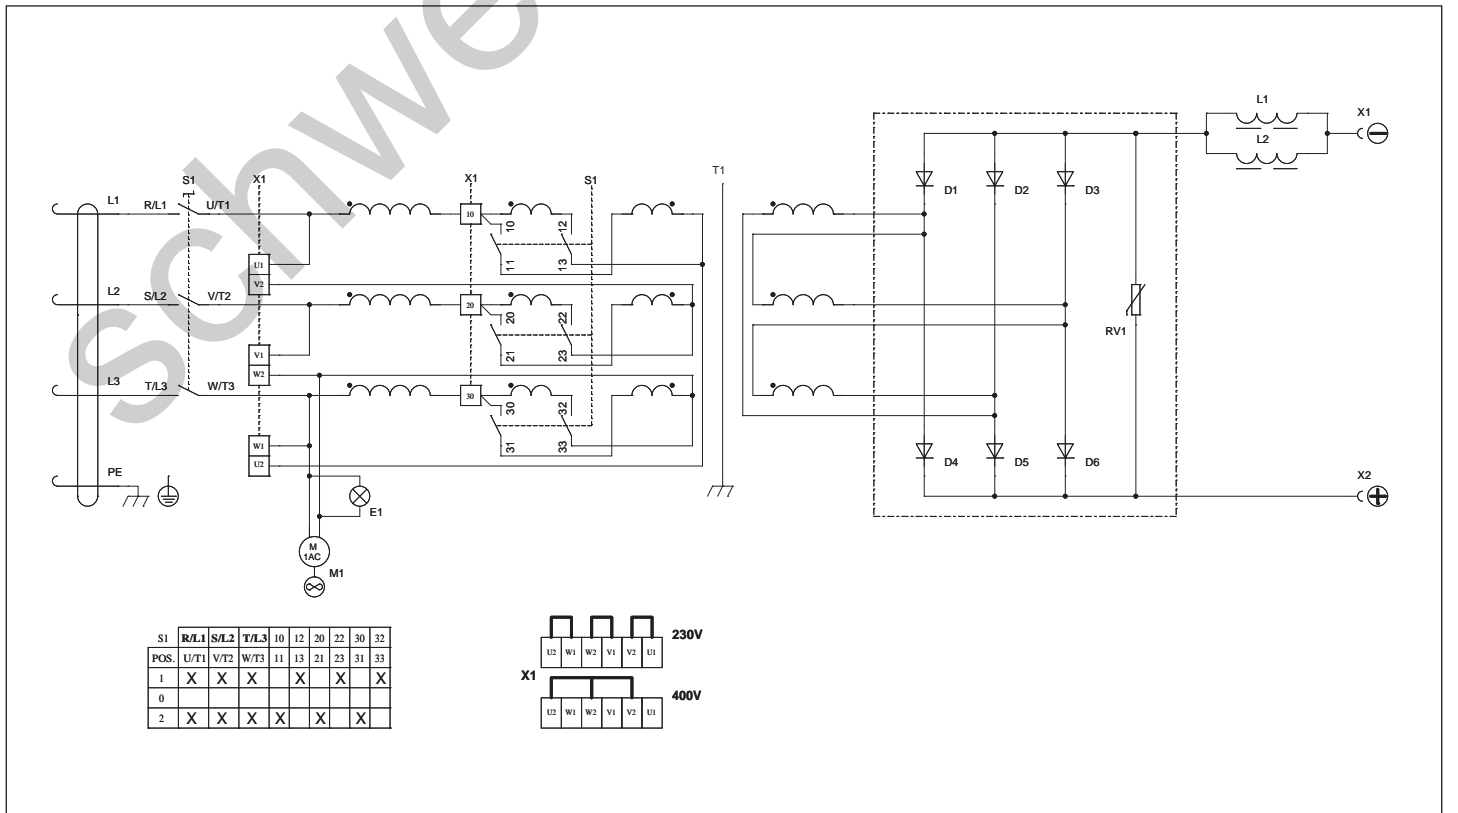 schwe
L1
X1
L2
T1
S1 X1 X1 S1
D1 D2 D3
L1 R/L1 U/T1
10 10 12
11 13
U1
V2
L2 S/L2 V/T2
20 20 22
21 23
RV1
V1
W2
L3 T/L3 W/T3
30 30 32
31 33
W1
U2
D4 D5 D6
PE
X2
E1
M
1AC
M1
S1 R/L1 S/L2 T/L3 10 12 20 22 30 32
POS. U/T1 V/T2 W/T3 11 13 21 23 31 33
1 X X X X X X
0
2 X X X X X X
230V
U2 W1 W2 V1 V2 U1
X1
400V
U2 W1 W2 V1 V2 U1